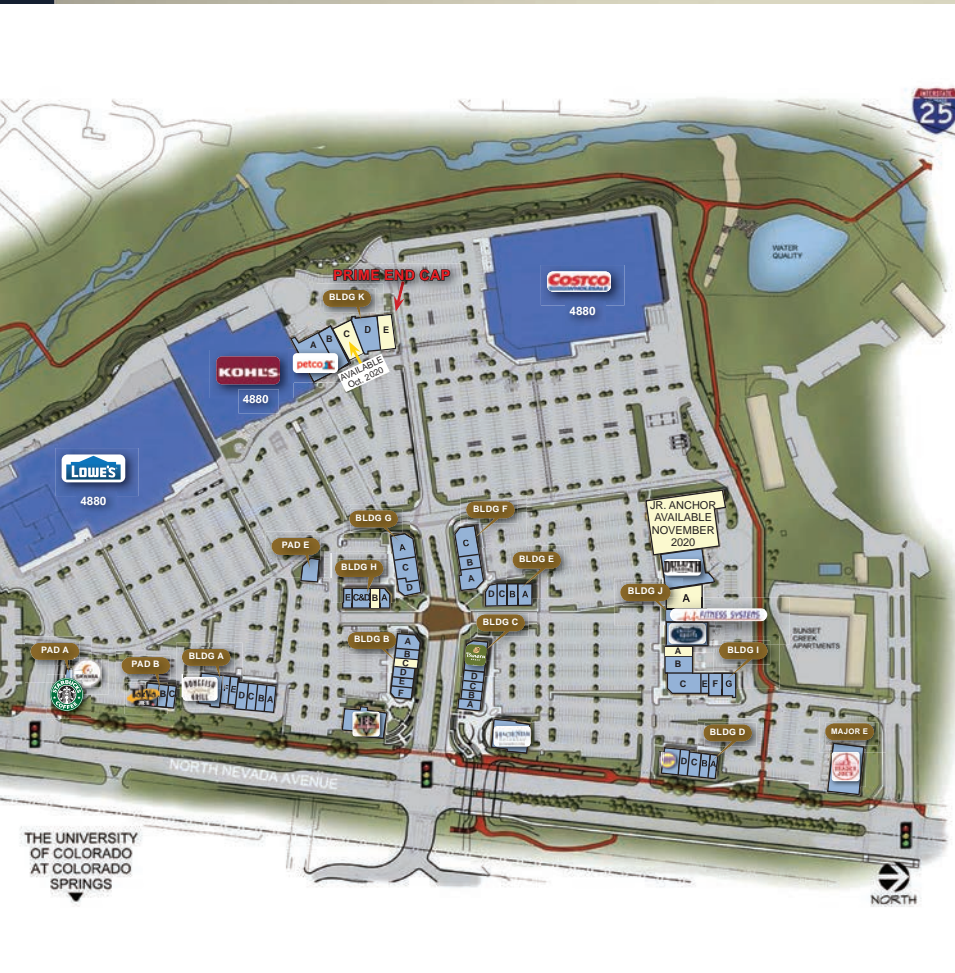 INTERSTATE
25
WATER
QUALITY
PRIME END CAP
BLDG K
A
B
C
D
E
petco
AVAILABLE
Oct. 2020
COSTCO
WHOLESALE
4880
KOHL'S
4880
LOWE'S
4880
JR. ANCHOR
AVAILABLE
NOVEMBER
2020
DULUTH
BLDG J
A
FITNESS SYSTEMS
A
B
BLDG I
C
E
F
G
SUNSET
CREEK
APARTMENTS
BLDG G
A
C
D
BLDG F
C
B
A
PAD E
BLDG H
E
C&D
B
A
BLDG E
D
C
B
A
BLDG B
A
B
C
D
E
F
BLDG C
Panera
D
C
B
A
PAD A
STARBUCKS
COFFEE
PAD B
B
C
BLDG A
BONEFISH
GRILL
F
E
D
C
B
A
HACIENDA
BLDG D
D
C
B
A
MAJOR E
TRADER
JOE'S
NORTH NEVADA AVENUE
THE UNIVERSITY
OF COLORADO
AT COLORADO
SPRINGS
NORTH